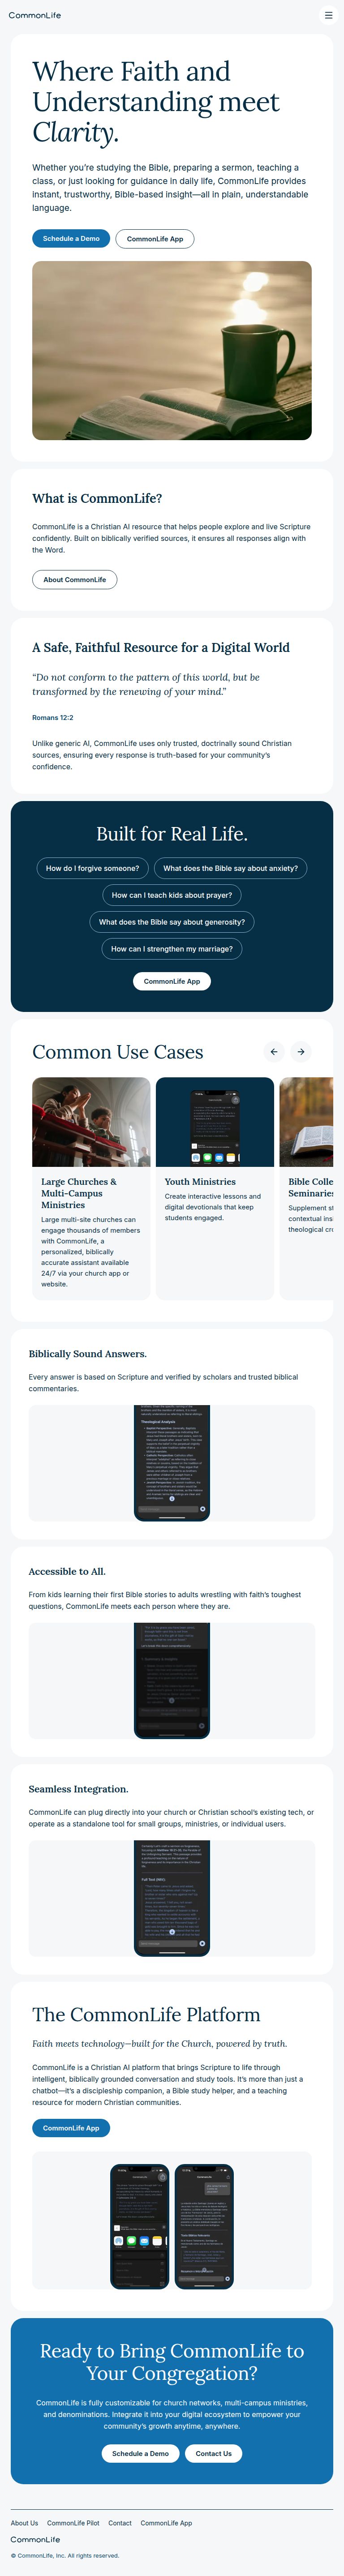 CommonLife
Where Faith and
Understanding meet
Clarity.
Whether you’re studying the Bible, preparing a sermon, teaching a
class, or just looking for guidance in daily life, CommonLife provides
instant, trustworthy, Bible-based insight—all in plain, understandable
language.
Schedule a Demo
CommonLife App
What is CommonLife?
CommonLife is a Christian AI resource that helps people explore and live Scripture
confidently. Built on biblically verified sources, it ensures all responses align with
the Word.
About CommonLife
A Safe, Faithful Resource for a Digital World
“Do not conform to the pattern of this world, but be
transformed by the renewing of your mind.”
Romans 12:2
Unlike generic AI, CommonLife uses only trusted, doctrinally sound Christian
sources, ensuring every response is truth-based for your community’s
confidence.
Built for Real Life.
How do I forgive someone?
What does the Bible say about anxiety?
How can I teach kids about prayer?
What does the Bible say about generosity?
How can I strengthen my marriage?
CommonLife App
Common Use Cases
Large Churches &
Multi-Campus
Ministries
Large multi-site churches can
engage thousands of members
with CommonLife, a
personalized, biblically
accurate assistant available
24/7 via your church app or
website.
Youth Ministries
Create interactive lessons and
digital devotionals that keep
students engaged.
Bible Colle
Seminaries
Supplement st
contextual ins
theological cr
Biblically Sound Answers.
Every answer is based on Scripture and verified by scholars and trusted biblical
commentaries.
Theological Analysis
Accessible to All.
From kids learning their first Bible stories to adults wrestling with faith’s toughest
questions, CommonLife meets each person where they are.
Seamless Integration.
CommonLife can plug directly into your church or Christian school’s existing tech, or
operate as a standalone tool for small groups, ministries, or individual users.
Full Text (NIV):
The CommonLife Platform
Faith meets technology—built for the Church, powered by truth.
CommonLife is a Christian AI platform that brings Scripture to life through
intelligent, biblically grounded conversation and study tools. It’s more than just a
chatbot—it’s a discipleship companion, a Bible study helper, and a teaching
resource for modern Christian communities.
CommonLife App
Ready to Bring CommonLife to
Your Congregation?
CommonLife is fully customizable for church networks, multi-campus ministries,
and denominations. Integrate it into your digital ecosystem to empower your
community’s growth anytime, anywhere.
Schedule a Demo
Contact Us
About Us
CommonLife Pilot
Contact
CommonLife App
CommonLife
© CommonLife, Inc. All rights reserved.